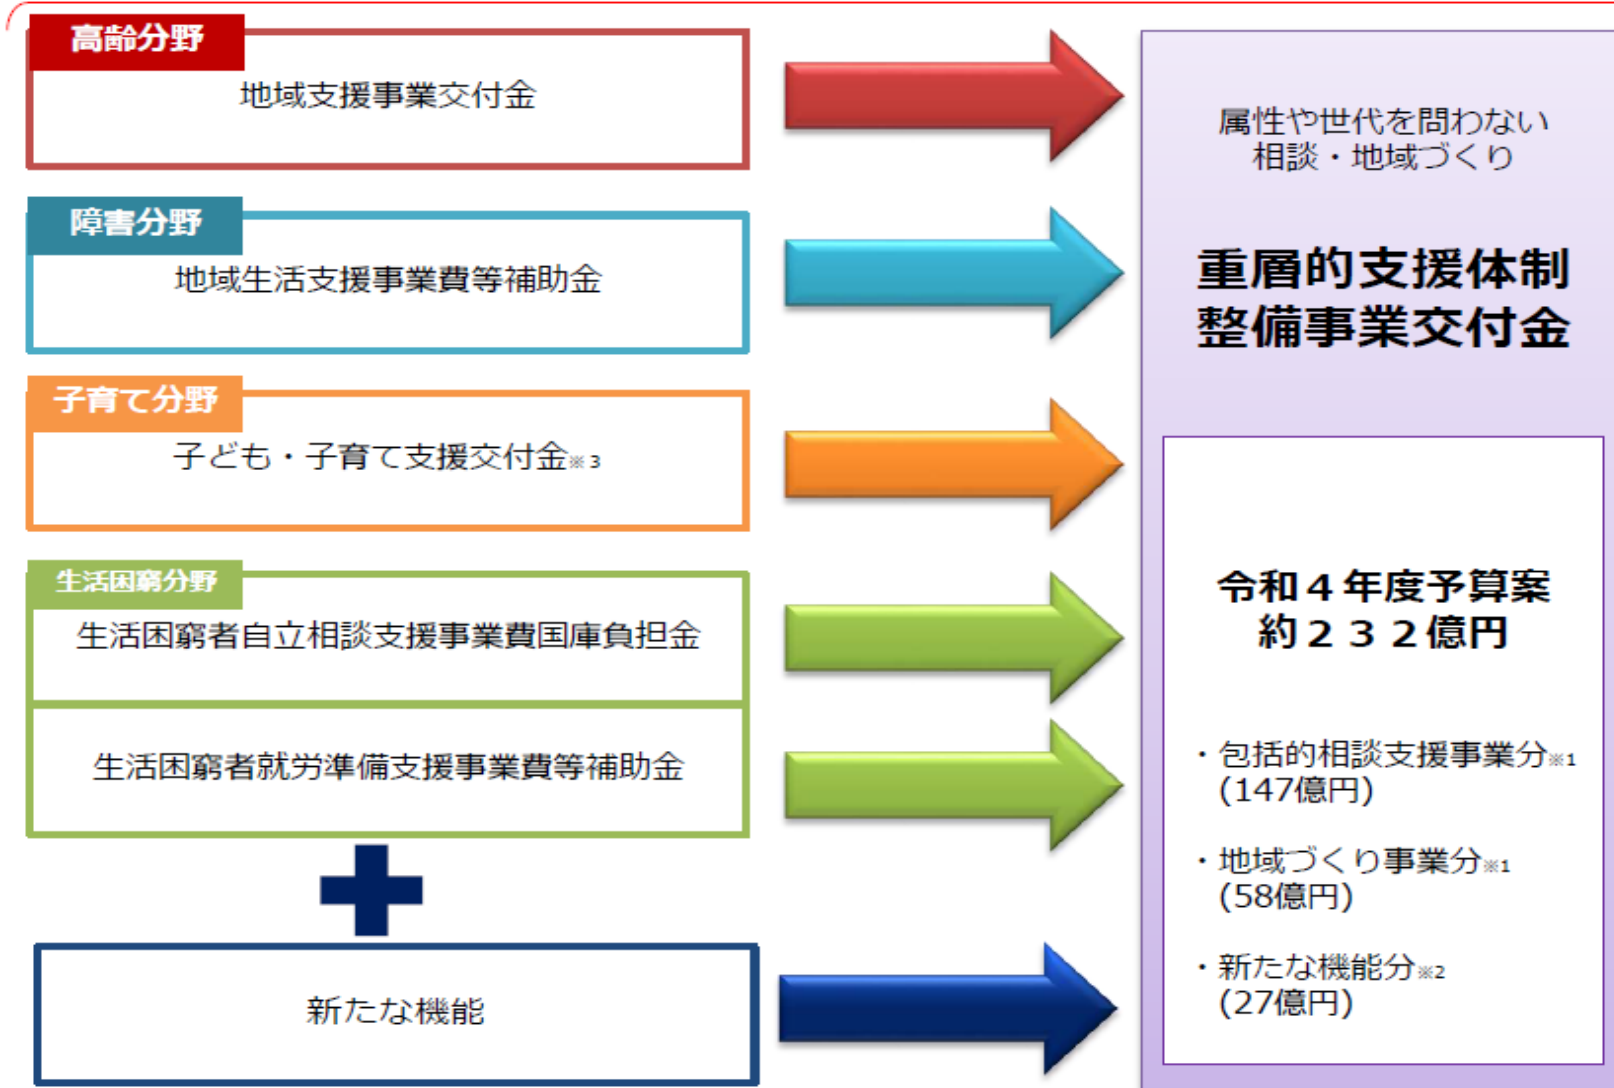 高齢分野
地域支援事業交付金
障害分野
地域生活支援事業費等補助金
子育て分野
子ども・子育て支援交付金※3
生活困窮分野
生活困窮者自立相談支援事業費国庫負担金
生活困窮者就労準備支援事業費等補助金
新たな機能
属性や世代を問わない
相談・地域づくり
重層的支援体制
整備事業交付金
令和４年度予算案
約２３２億円
・包括的相談支援事業分※1
(147億円)
・地域づくり事業分※1
(58億円)
・新たな機能分※2
(27億円)